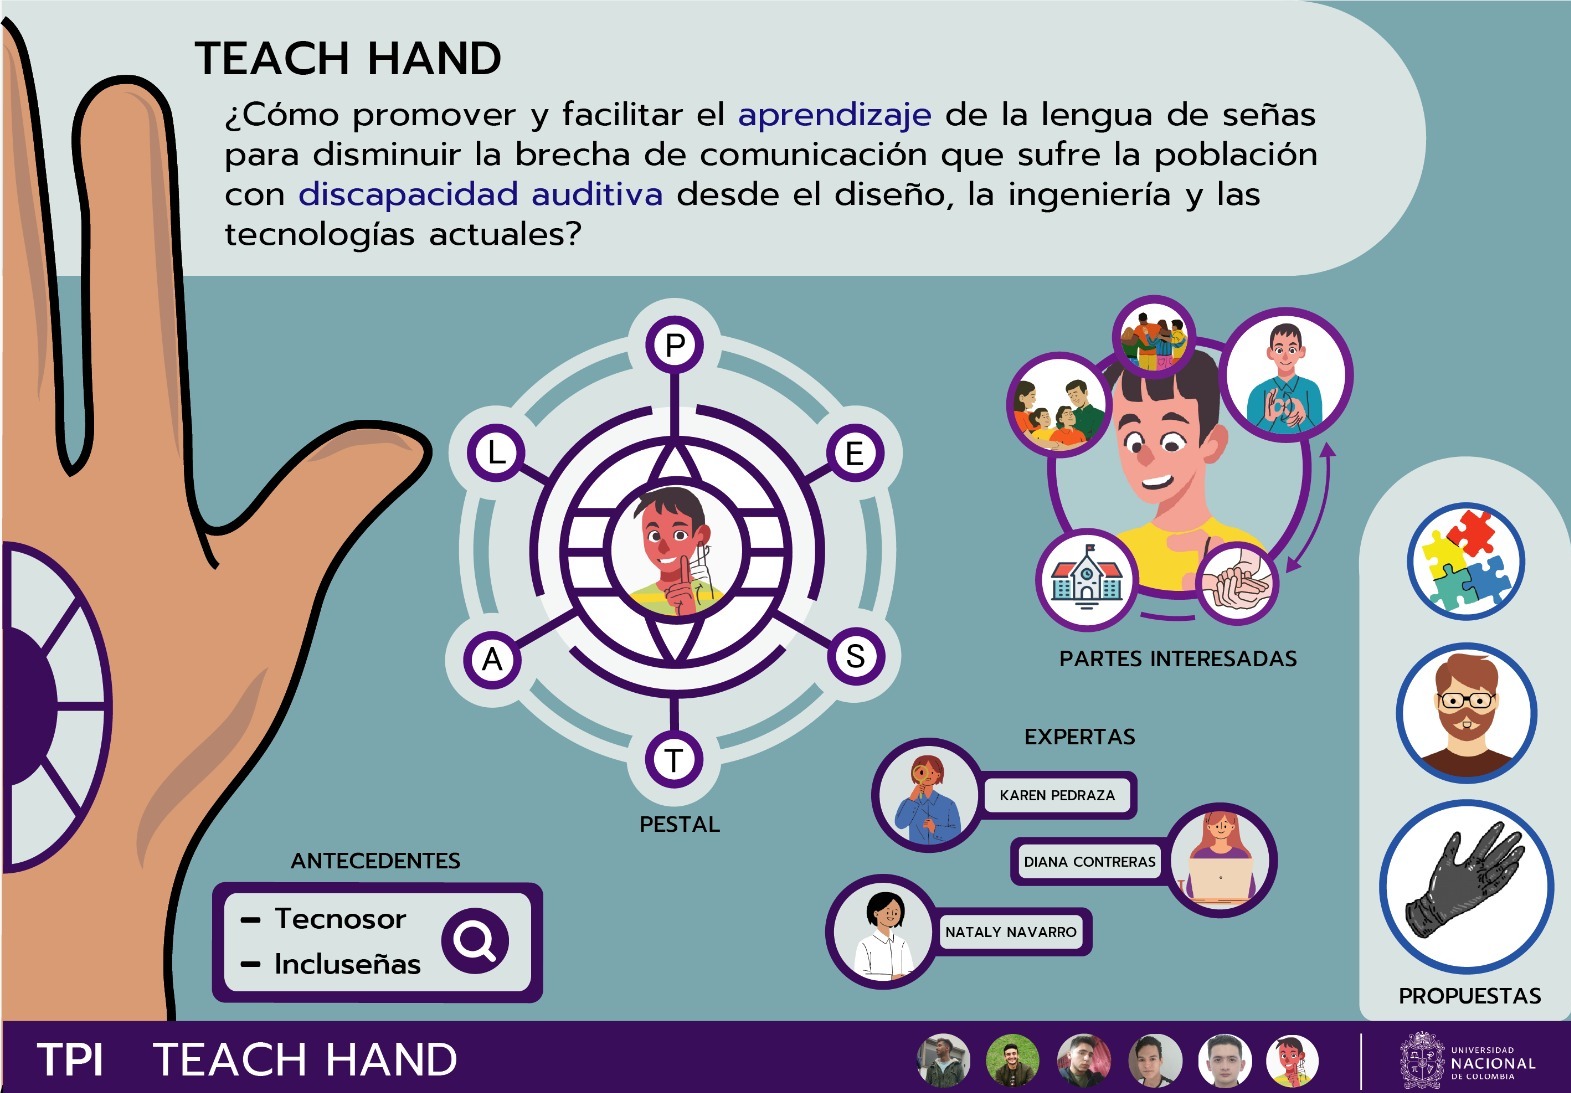 TEACH HAND
¿Cómo promover y facilitar el aprendizaje de la lengua de señas
para disminuir la brecha de comunicación que sufre la población
con discapacidad auditiva desde el diseño, la ingeniería y las
tecnologías actuales?
P
L
E
A
S
T
PESTAL
PARTES INTERESADAS
EXPERTAS
KAREN PEDRAZA
DIANA CONTRERAS
NATALY NAVARRO
ANTECEDENTES
– Tecnosor
– Incluseñas
PROPUESTAS
TPI TEACH HAND
UNIVERSIDAD
NACIONAL
DE COLOMBIA